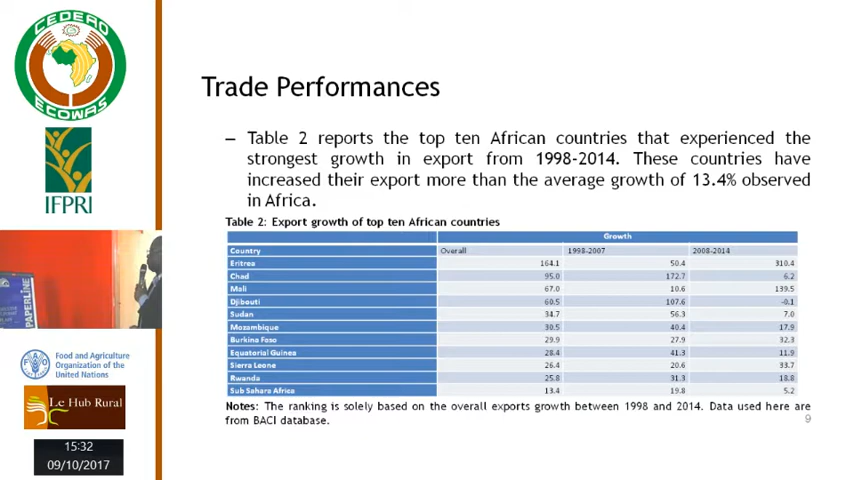 CEDEAO
ECOWAS
IFPRI
PAPERLINE
Food and Agriculture
Organization of the
United Nations
Le Hub Rural
15:32
09/10/2017
Trade Performances
– Table 2 reports the top ten African countries that experienced the
strongest growth in export from 1998-2014. These countries have
increased their export more than the average growth of 13.4% observed
in Africa.
Table 2: Export growth of top ten African countries
Growth
Country Overall 1998-2007 2008-2014
Eritrea 164.1 50.4 310.4
Chad 95.0 172.7 6.2
Mali 67.0 10.6 139.5
Djibouti 60.5 107.6 -0.1
Sudan 34.7 56.3 7.0
Mozambique 30.5 40.4 17.9
Burkina Faso 29.9 27.9 32.3
Equatorial Guinea 28.4 41.3 11.9
Sierra Leone 26.4 20.6 33.7
Rwanda 25.8 31.3 18.8
Sub Sahara Africa 13.4 19.8 5.2
Notes: The ranking is solely based on the overall exports growth between 1998 and 2014. Data used here are
from BACI database.
9